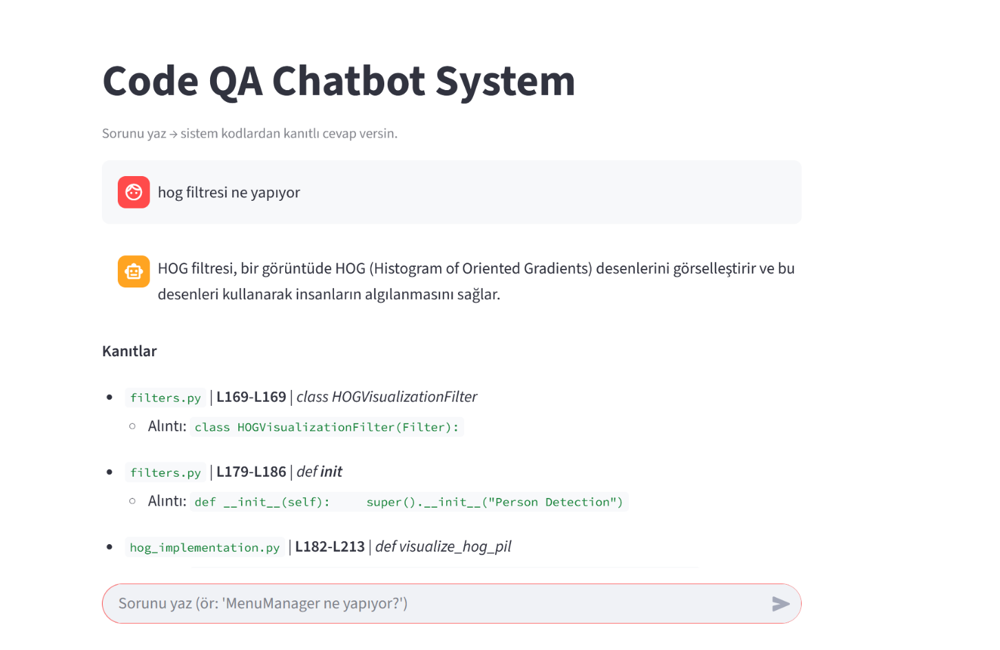 Code QA Chatbot System
Sorunu yaz → sistem kodlardan kanıtlı cevap versin.
hog filtresi ne yapıyor
HOG filtresi, bir görüntüde HOG (Histogram of Oriented Gradients) desenlerini görselleştirir ve bu
desenleri kullanarak insanların algılanmasını sağlar.
Kanıtlar
• filters.py | L169-L169 | class HOGVisualizationFilter
○ Alıntı: class HOGVisualizationFilter(Filter):
• filters.py | L179-L186 | def init
○ Alıntı: def __init__(self):     super().__init__("Person Detection")
• hog_implementation.py | L182-L213 | def visualize_hog_pil
Sorunu yaz (ör: 'MenuManager ne yapıyor?')